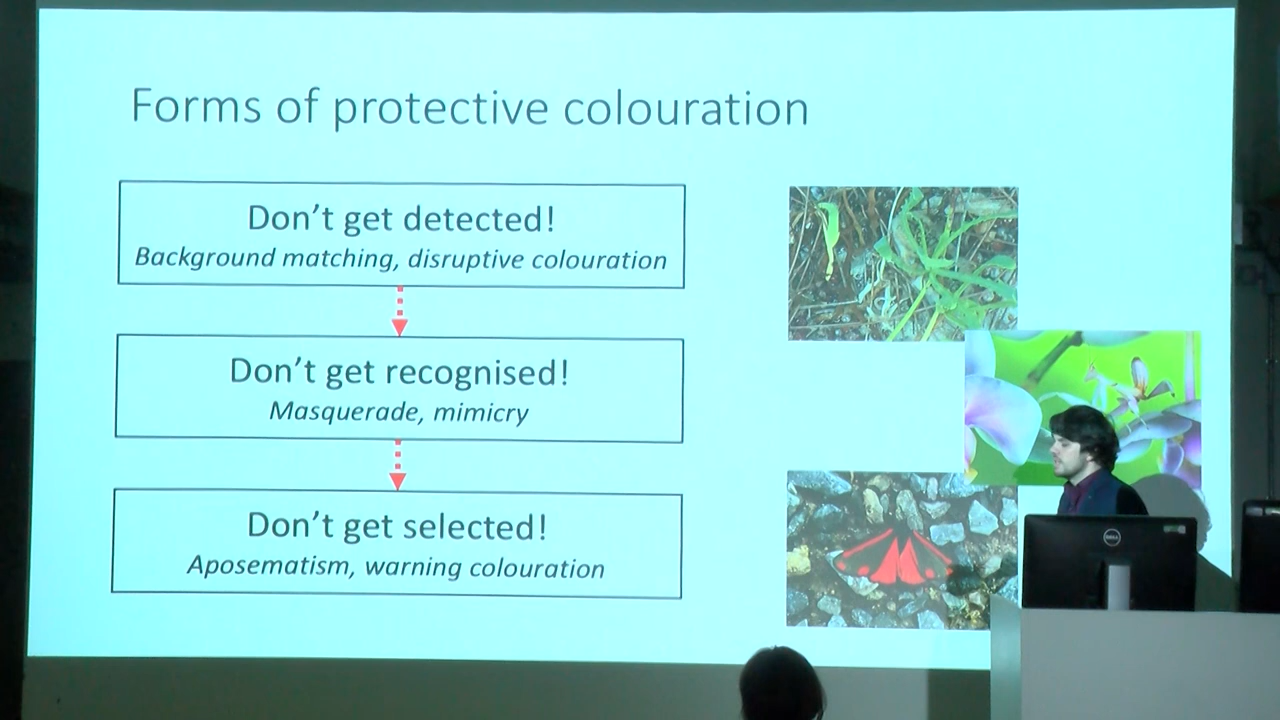 Forms of protective colouration
Don't get detected!
Background matching, disruptive colouration
Don't get recognised!
Masquerade, mimicry
Don't get selected!
Aposematism, warning colouration
DELL